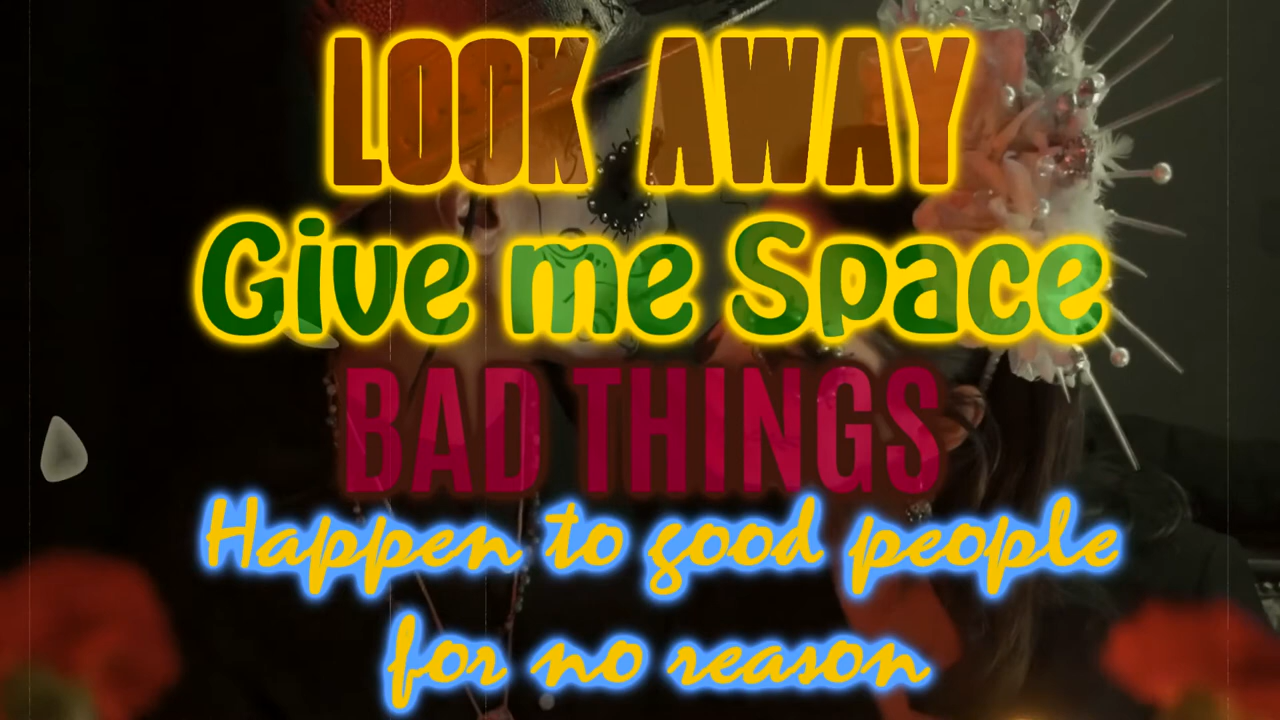 LOOK AWAY
Give me Space
BAD THINGS
Happen to good people
for no reason